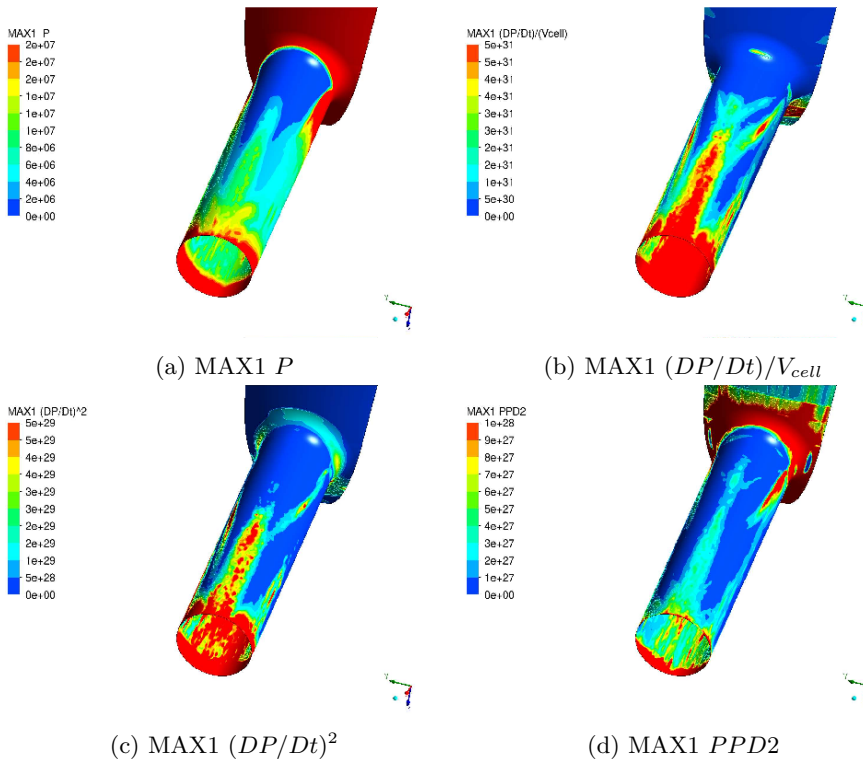 MAX1 P
2e+07
2e+07
2e+07
1e+07
1e+07
1e+07
8e+06
6e+06
4e+06
2e+06
0e+00
(a) MAX1 P
MAX1 (DP/Dt)/(Vcell)
5e+31
5e+31
4e+31
4e+31
3e+31
3e+31
2e+31
2e+31
1e+31
5e+30
0e+00
(b) MAX1 (DP/Dt)/V_cell
MAX1 (DP/Dt)^2
5e+29
5e+29
4e+29
4e+29
3e+29
3e+29
2e+29
2e+29
1e+29
5e+28
0e+00
(c) MAX1 (DP/Dt)²
MAX1 PPD2
1e+28
9e+27
8e+27
7e+27
6e+27
5e+27
4e+27
3e+27
2e+27
1e+27
0e+00
(d) MAX1 PPD2